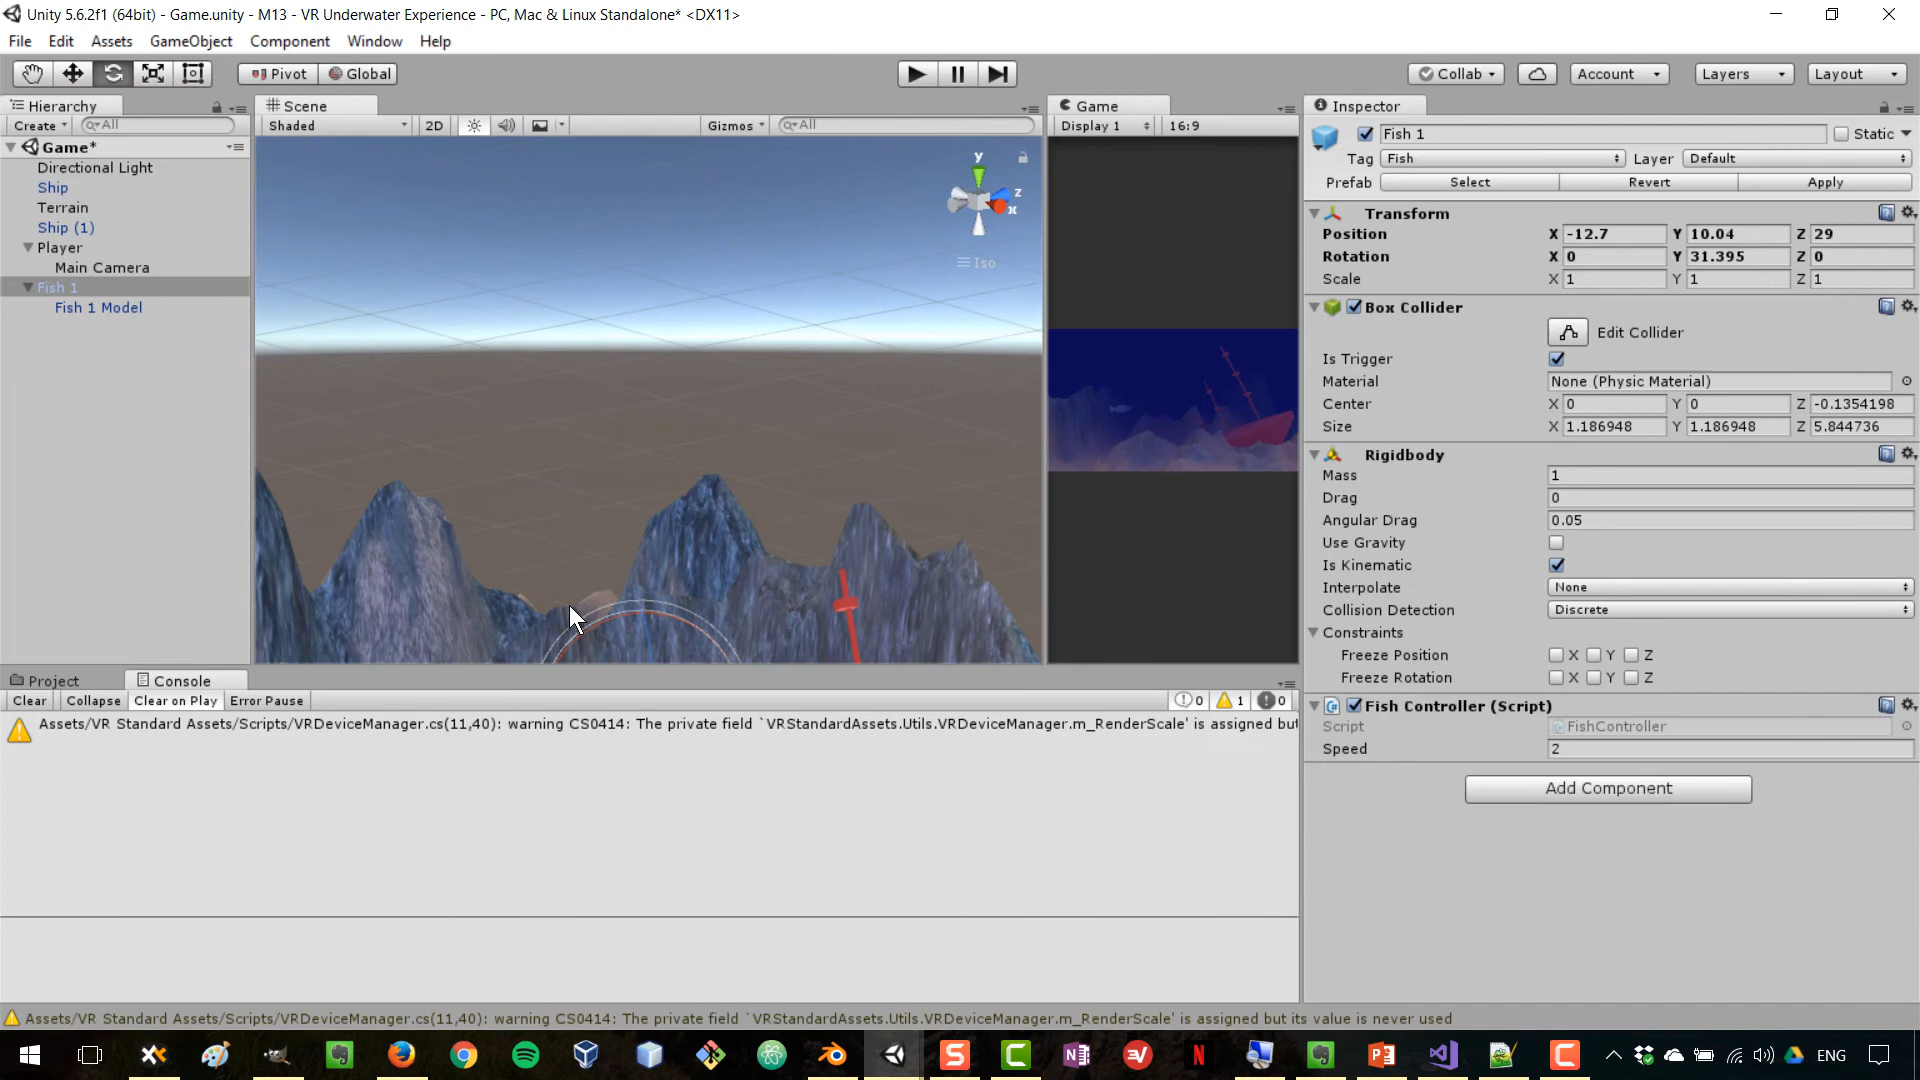 Unity 5.6.2f1 (64bit) - Game.unity - M13 - VR Underwater Experience - PC, Mac & Linux Standalone* <DX11>
File Edit Assets GameObject Component Window Help
Pivot Global Collab Account Layers Layout
Hierarchy
Create All
Game*
Directional Light
Ship
Terrain
Ship (1)
Player
Main Camera
Fish 1
Fish 1 Model
Scene
Shaded 2D Gizmos All
y
z
x
Iso
Game
Display 1 16:9
Inspector
Fish 1 Static
Tag Fish Layer Default
Prefab Select Revert Apply
Transform
Position X -12.7 Y 10.04 Z 29
Rotation X 0 Y 31.395 Z 0
Scale X 1 Y 1 Z 1
Box Collider
Edit Collider
Is Trigger
Material None (Physic Material)
Center X 0 Y 0 Z -0.1354198
Size X 1.186948 Y 1.186948 Z 5.844736
Rigidbody
Mass 1
Drag 0
Angular Drag 0.05
Use Gravity
Is Kinematic
Interpolate None
Collision Detection Discrete
Constraints
Freeze Position X Y Z
Freeze Rotation X Y Z
Fish Controller (Script)
Script FishController
Speed 2
Add Component
Project Console
Clear Collapse Clear on Play Error Pause 0 1 0
Assets/VR Standard Assets/Scripts/VRDeviceManager.cs(11,40): warning CS0414: The private field `VRStandardAssets.Utils.VRDeviceManager.m_RenderScale' is assigned but
Assets/VR Standard Assets/Scripts/VRDeviceManager.cs(11,40): warning CS0414: The private field `VRStandardAssets.Utils.VRDeviceManager.m_RenderScale' is assigned but its value is never used
ENG